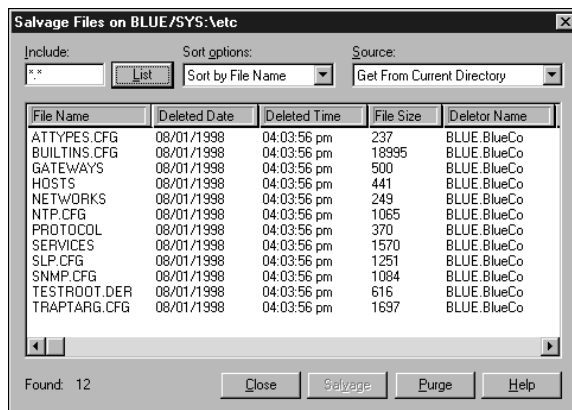 Salvage Files on BLUE/SYS:\etc
Include: Sort options: Source:
*.* List Sort by File Name Get From Current Directory
File Name Deleted Date Deleted Time File Size Deletor Name
ATTYPES.CFG 08/01/1998 04:03:56 pm 237 BLUE.BlueCo
BUILTINS.CFG 08/01/1998 04:03:56 pm 18995 BLUE.BlueCo
GATEWAYS 08/01/1998 04:03:56 pm 500 BLUE.BlueCo
HOSTS 08/01/1998 04:03:56 pm 441 BLUE.BlueCo
NETWORKS 08/01/1998 04:03:56 pm 249 BLUE.BlueCo
NTP.CFG 08/01/1998 04:03:56 pm 1065 BLUE.BlueCo
PROTOCOL 08/01/1998 04:03:56 pm 370 BLUE.BlueCo
SERVICES 08/01/1998 04:03:56 pm 1570 BLUE.BlueCo
SLP.CFG 08/01/1998 04:03:56 pm 1251 BLUE.BlueCo
SNMP.CFG 08/01/1998 04:03:56 pm 1084 BLUE.BlueCo
TESTROOT.DER 08/01/1998 04:03:56 pm 616 BLUE.BlueCo
TRAPTARG.CFG 08/01/1998 04:03:56 pm 1697 BLUE.BlueCo
Found: 12 Close Salvage Purge Help